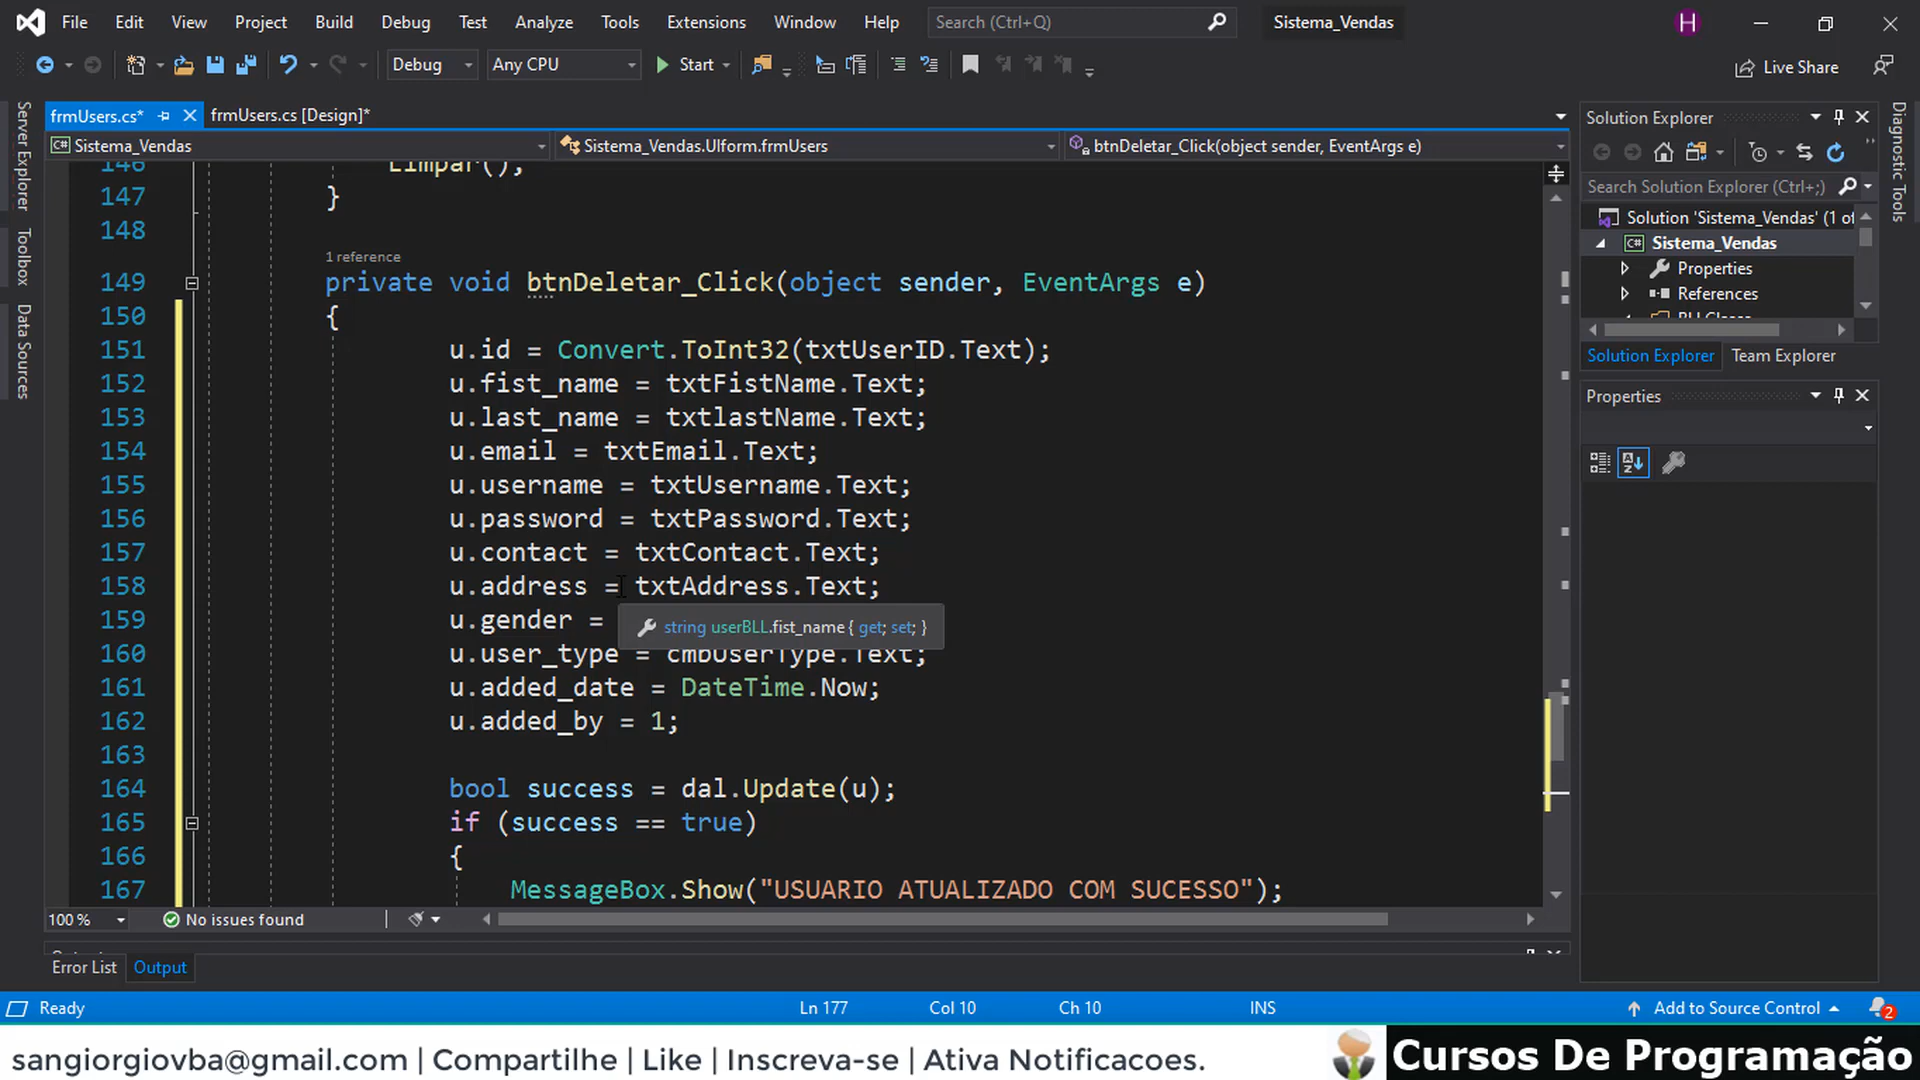 File Edit View Project Build Debug Test Analyze Tools Extensions Window Help Search (Ctrl+Q) Sistema_Vendas H
Debug Any CPU Start Live Share
frmUsers.cs* frmUsers.cs [Design]*
Sistema_Vendas Sistema_Vendas.UIform.frmUsers btnDeletar_Click(object sender, EventArgs e)
Server Explorer
Toolbox
Data Sources
146 Limpar();
147 }
148
1 reference
149 private void btnDeletar_Click(object sender, EventArgs e)
150 {
151 u.id = Convert.ToInt32(txtUserID.Text);
152 u.fist_name = txtFistName.Text;
153 u.last_name = txtlastName.Text;
154 u.email = txtEmail.Text;
155 u.username = txtUsername.Text;
156 u.password = txtPassword.Text;
157 u.contact = txtContact.Text;
158 u.address = txtAddress.Text;
159 u.gender =
string userBLL.fist_name { get; set; }
160 u.user_type = cmbUserType.Text;
161 u.added_date = DateTime.Now;
162 u.added_by = 1;
163
164 bool success = dal.Update(u);
165 if (success == true)
166 {
167 MessageBox.Show("USUARIO ATUALIZADO COM SUCESSO");
100 % No issues found
Error List Output
Solution Explorer
Search Solution Explorer (Ctrl+;)
Solution 'Sistema_Vendas' (1 of
C# Sistema_Vendas
Properties
References
Solution Explorer Team Explorer
Properties
Diagnostic Tools
Ready Ln 177 Col 10 Ch 10 INS Add to Source Control 2
sangiorgiovba@gmail.com | Compartilhe | Like | Inscreva-se | Ativa Notificacoes.
Cursos De Programação